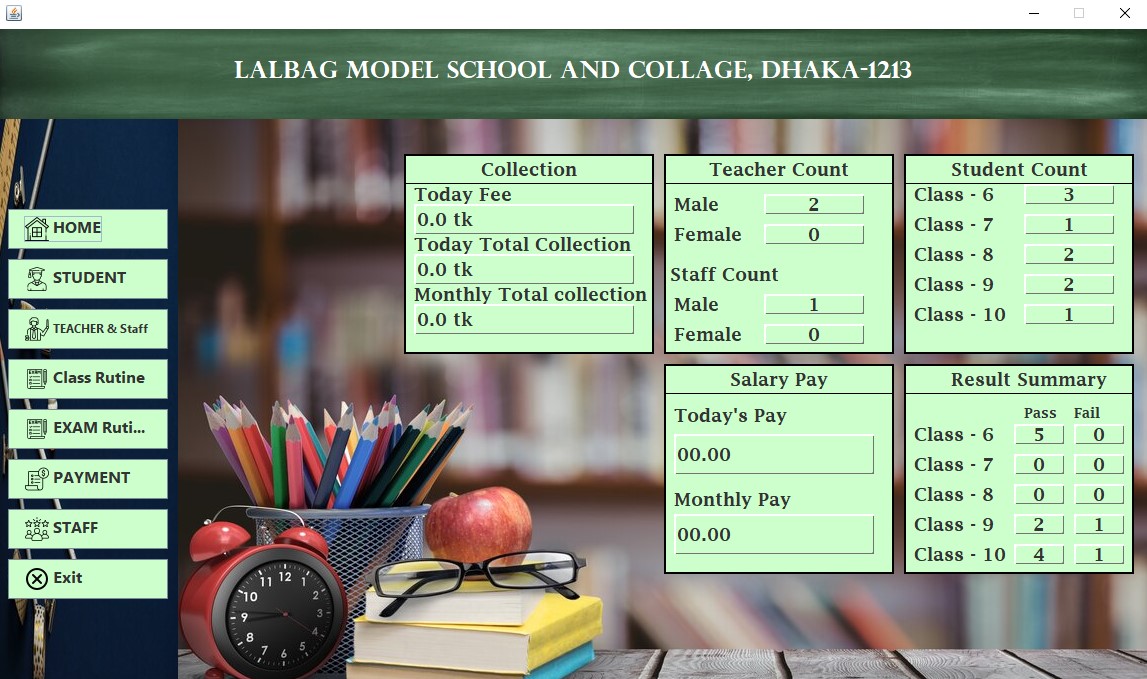 LALBAG MODEL SCHOOL AND COLLAGE, DHAKA-1213
HOME
STUDENT
TEACHER & Staff
Class Rutine
EXAM Ruti...
PAYMENT
STAFF
Exit
Collection
Today Fee
0.0 tk
Today Total Collection
0.0 tk
Monthly Total collection
0.0 tk
Teacher Count
Male 2
Female 0
Staff Count
Male 1
Female 0
Student Count
Class - 6 3
Class - 7 1
Class - 8 2
Class - 9 2
Class - 10 1
Salary Pay
Today's Pay
00.00
Monthly Pay
00.00
Result Summary
Pass Fail
Class - 6 5 0
Class - 7 0 0
Class - 8 0 0
Class - 9 2 1
Class - 10 4 1
12
1
2
3
4
5
6
7
8
9
10
11